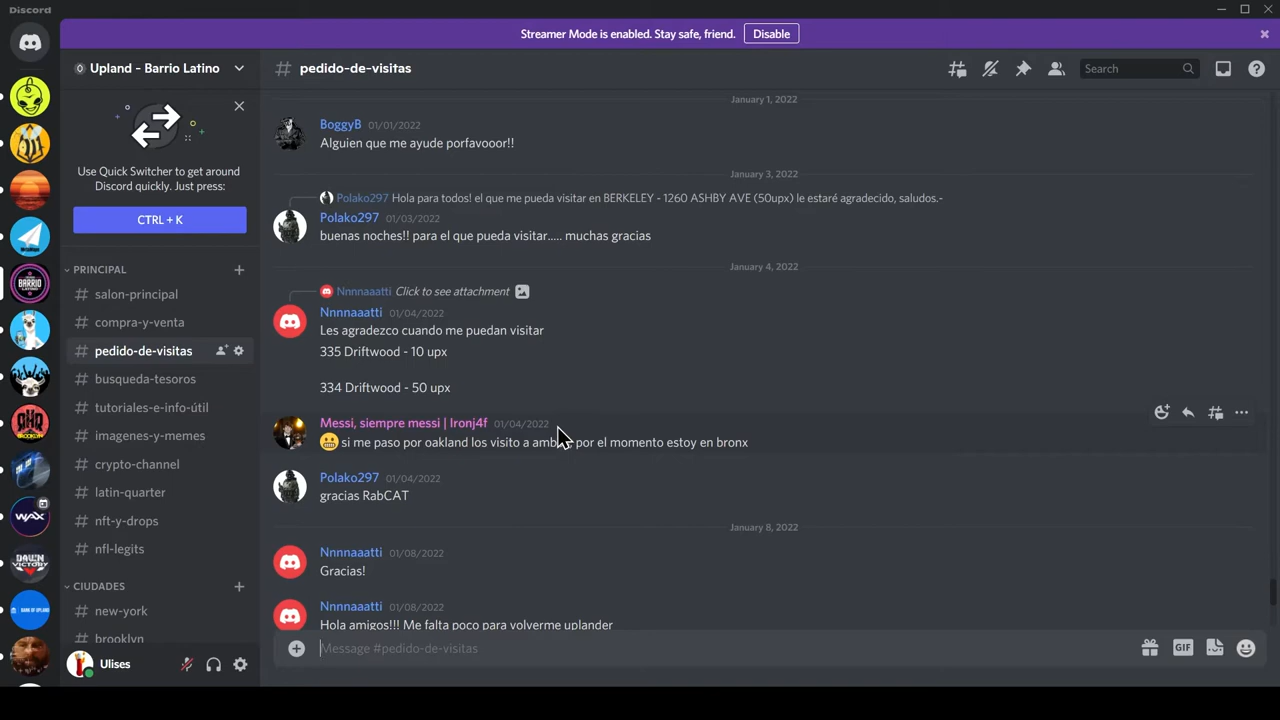 Discord
Streamer Mode is enabled. Stay safe, friend.
Disable
Upland - Barrio Latino
pedido-de-visitas
Search
Use Quick Switcher to get around
Discord quickly. Just press:
CTRL + K
PRINCIPAL
salon-principal
compra-y-venta
pedido-de-visitas
busqueda-tesoros
tutoriales-e-info-útil
imagenes-y-memes
crypto-channel
latin-quarter
nft-y-drops
nfl-legits
CIUDADES
new-york
brooklyn
Ulises
BARRIO
WAX
DAWN
VICTORY
BANK OF UPLAND
January 1, 2022
BoggyB 01/01/2022
Alguien que me ayude porfavooor!!
January 3, 2022
Polako297 Hola para todos! el que me pueda visitar en BERKELEY - 1260 ASHBY AVE (50upx) le estaré agradecido, saludos.-
Polako297 01/03/2022
buenas noches!! para el que pueda visitar..... muchas gracias
January 4, 2022
Nnnnaaatti Click to see attachment
Nnnnaaatti 01/04/2022
Les agradezco cuando me puedan visitar
335 Driftwood - 10 upx
334 Driftwood - 50 upx
Messi, siempre messi | Ironj4f 01/04/2022
si me paso por oakland los visito a por el momento estoy en bronx
Polako297 01/04/2022
gracias RabCAT
January 8, 2022
Nnnnaaatti 01/08/2022
Gracias!
Nnnnaaatti 01/08/2022
Hola amigos!!! Me falta poco para volverme uplander
Message #pedido-de-visitas
GIF